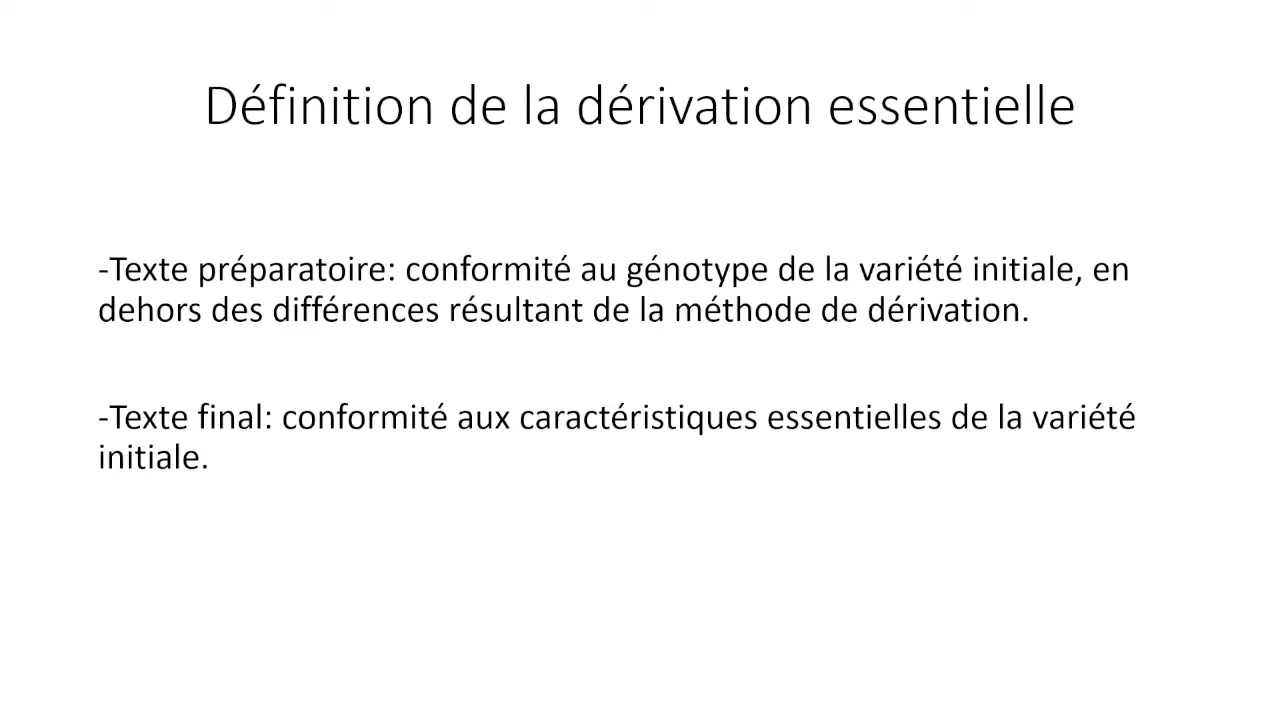 Définition de la dérivation essentielle
-Texte préparatoire: conformité au génotype de la variété initiale, en
dehors des différences résultant de la méthode de dérivation.
-Texte final: conformité aux caractéristiques essentielles de la variété
initiale.